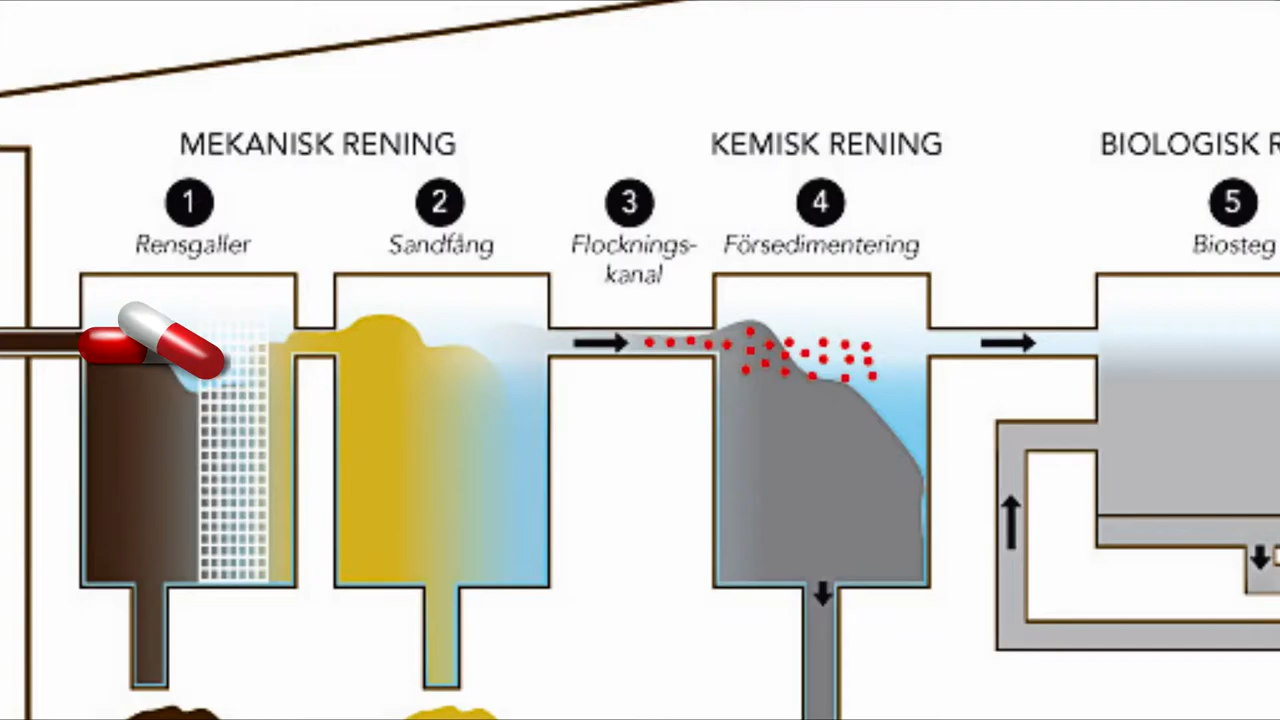 MEKANISK RENING
KEMISK RENING
BIOLOGISK
1
2
3
4
5
Rensgaller
Sandfång
Flocknings-
kanal
Försedimentering
Biosteg